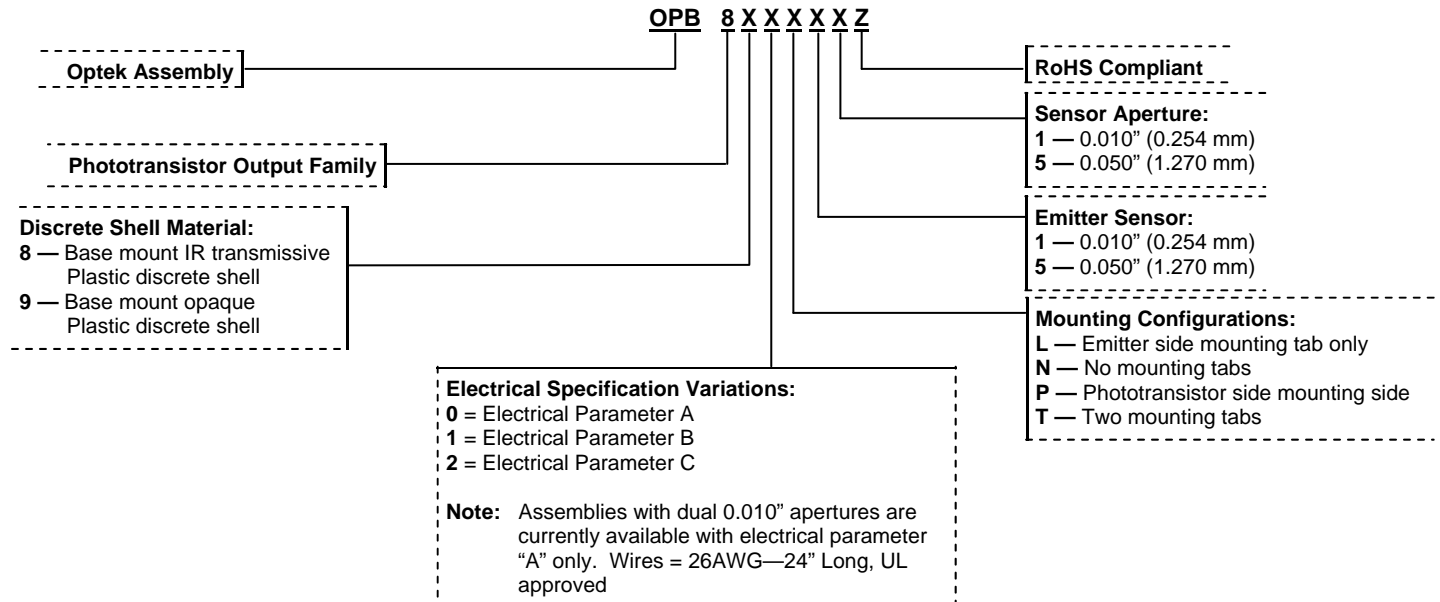 OPB 8 X X X X X Z
Optek Assembly
Phototransistor Output Family
Discrete Shell Material:
8 — Base mount IR transmissive
Plastic discrete shell
9 — Base mount opaque
Plastic discrete shell
Electrical Specification Variations:
0 = Electrical Parameter A
1 = Electrical Parameter B
2 = Electrical Parameter C
Note: Assemblies with dual 0.010” apertures are
currently available with electrical parameter
“A” only. Wires = 26AWG—24” Long, UL
approved
RoHS Compliant
Sensor Aperture:
1 — 0.010” (0.254 mm)
5 — 0.050” (1.270 mm)
Emitter Sensor:
1 — 0.010” (0.254 mm)
5 — 0.050” (1.270 mm)
Mounting Configurations:
L — Emitter side mounting tab only
N — No mounting tabs
P — Phototransistor side mounting side
T — Two mounting tabs